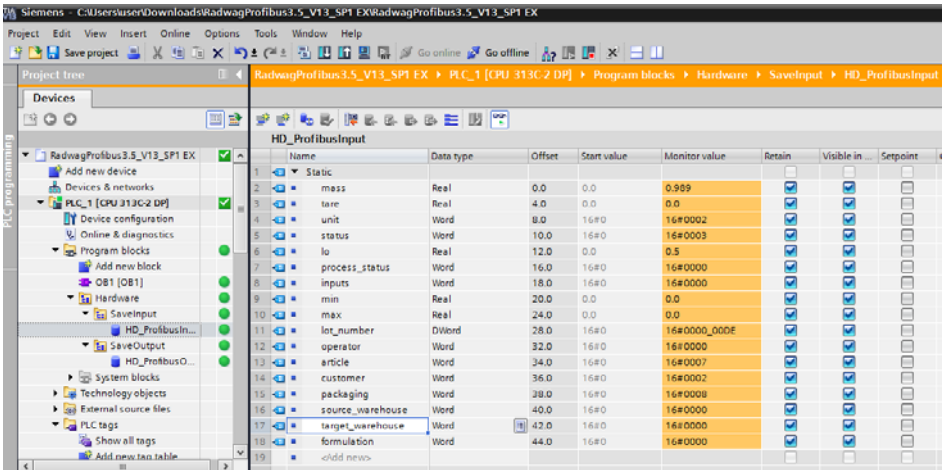 Siemens - C:\Users\user\Downloads\RadwagProfibus3.5_V13_SP1 EX\RadwagProfibus3.5_V13_SP1 EX
Project Edit View Insert Online Options Tools Window Help
Save project Go online Go offline
Project tree
RadwagProfibus3.5_V13_SP1 EX PLC_1 [CPU 313C-2 DP] Program blocks Hardware SaveInput HD_ProfibusInput
Devices
PLC programming
HD_ProfibusInput
RadwagProfibus3.5_V13_SP1 EX
Add new device
Devices & networks
PLC_1 [CPU 313C-2 DP]
Device configuration
Online & diagnostics
Program blocks
Add new block
OB1 [OB1]
Hardware
SaveInput
HD_ProfibusIn...
SaveOutput
HD_ProfibusO...
System blocks
Technology objects
External source files
PLC tags
Show all tags
Add new tag table
Name Data type Offset Start value Monitor value Retain Visible in ... Setpoint
1 Static
2 mass Real 0.0 0.0 0.989
3 tare Real 4.0 0.0 0.0
4 unit Word 8.0 16#0 16#0002
5 status Word 10.0 16#0 16#0003
6 lo Real 12.0 0.0 0.5
7 process_status Word 16.0 16#0 16#0000
8 inputs Word 18.0 16#0 16#0000
9 min Real 20.0 0.0 0.0
10 max Real 24.0 0.0 0.0
11 lot_number DWord 28.0 16#0 16#0000_00DE
12 operator Word 32.0 16#0 16#0000
13 article Word 34.0 16#0 16#0007
14 customer Word 36.0 16#0 16#0002
15 packaging Word 38.0 16#0 16#0008
16 source_warehouse Word 40.0 16#0 16#0000
17 target_warehouse Word 42.0 16#0 16#0000
18 formulation Word 44.0 16#0 16#0000
19 <Add new>